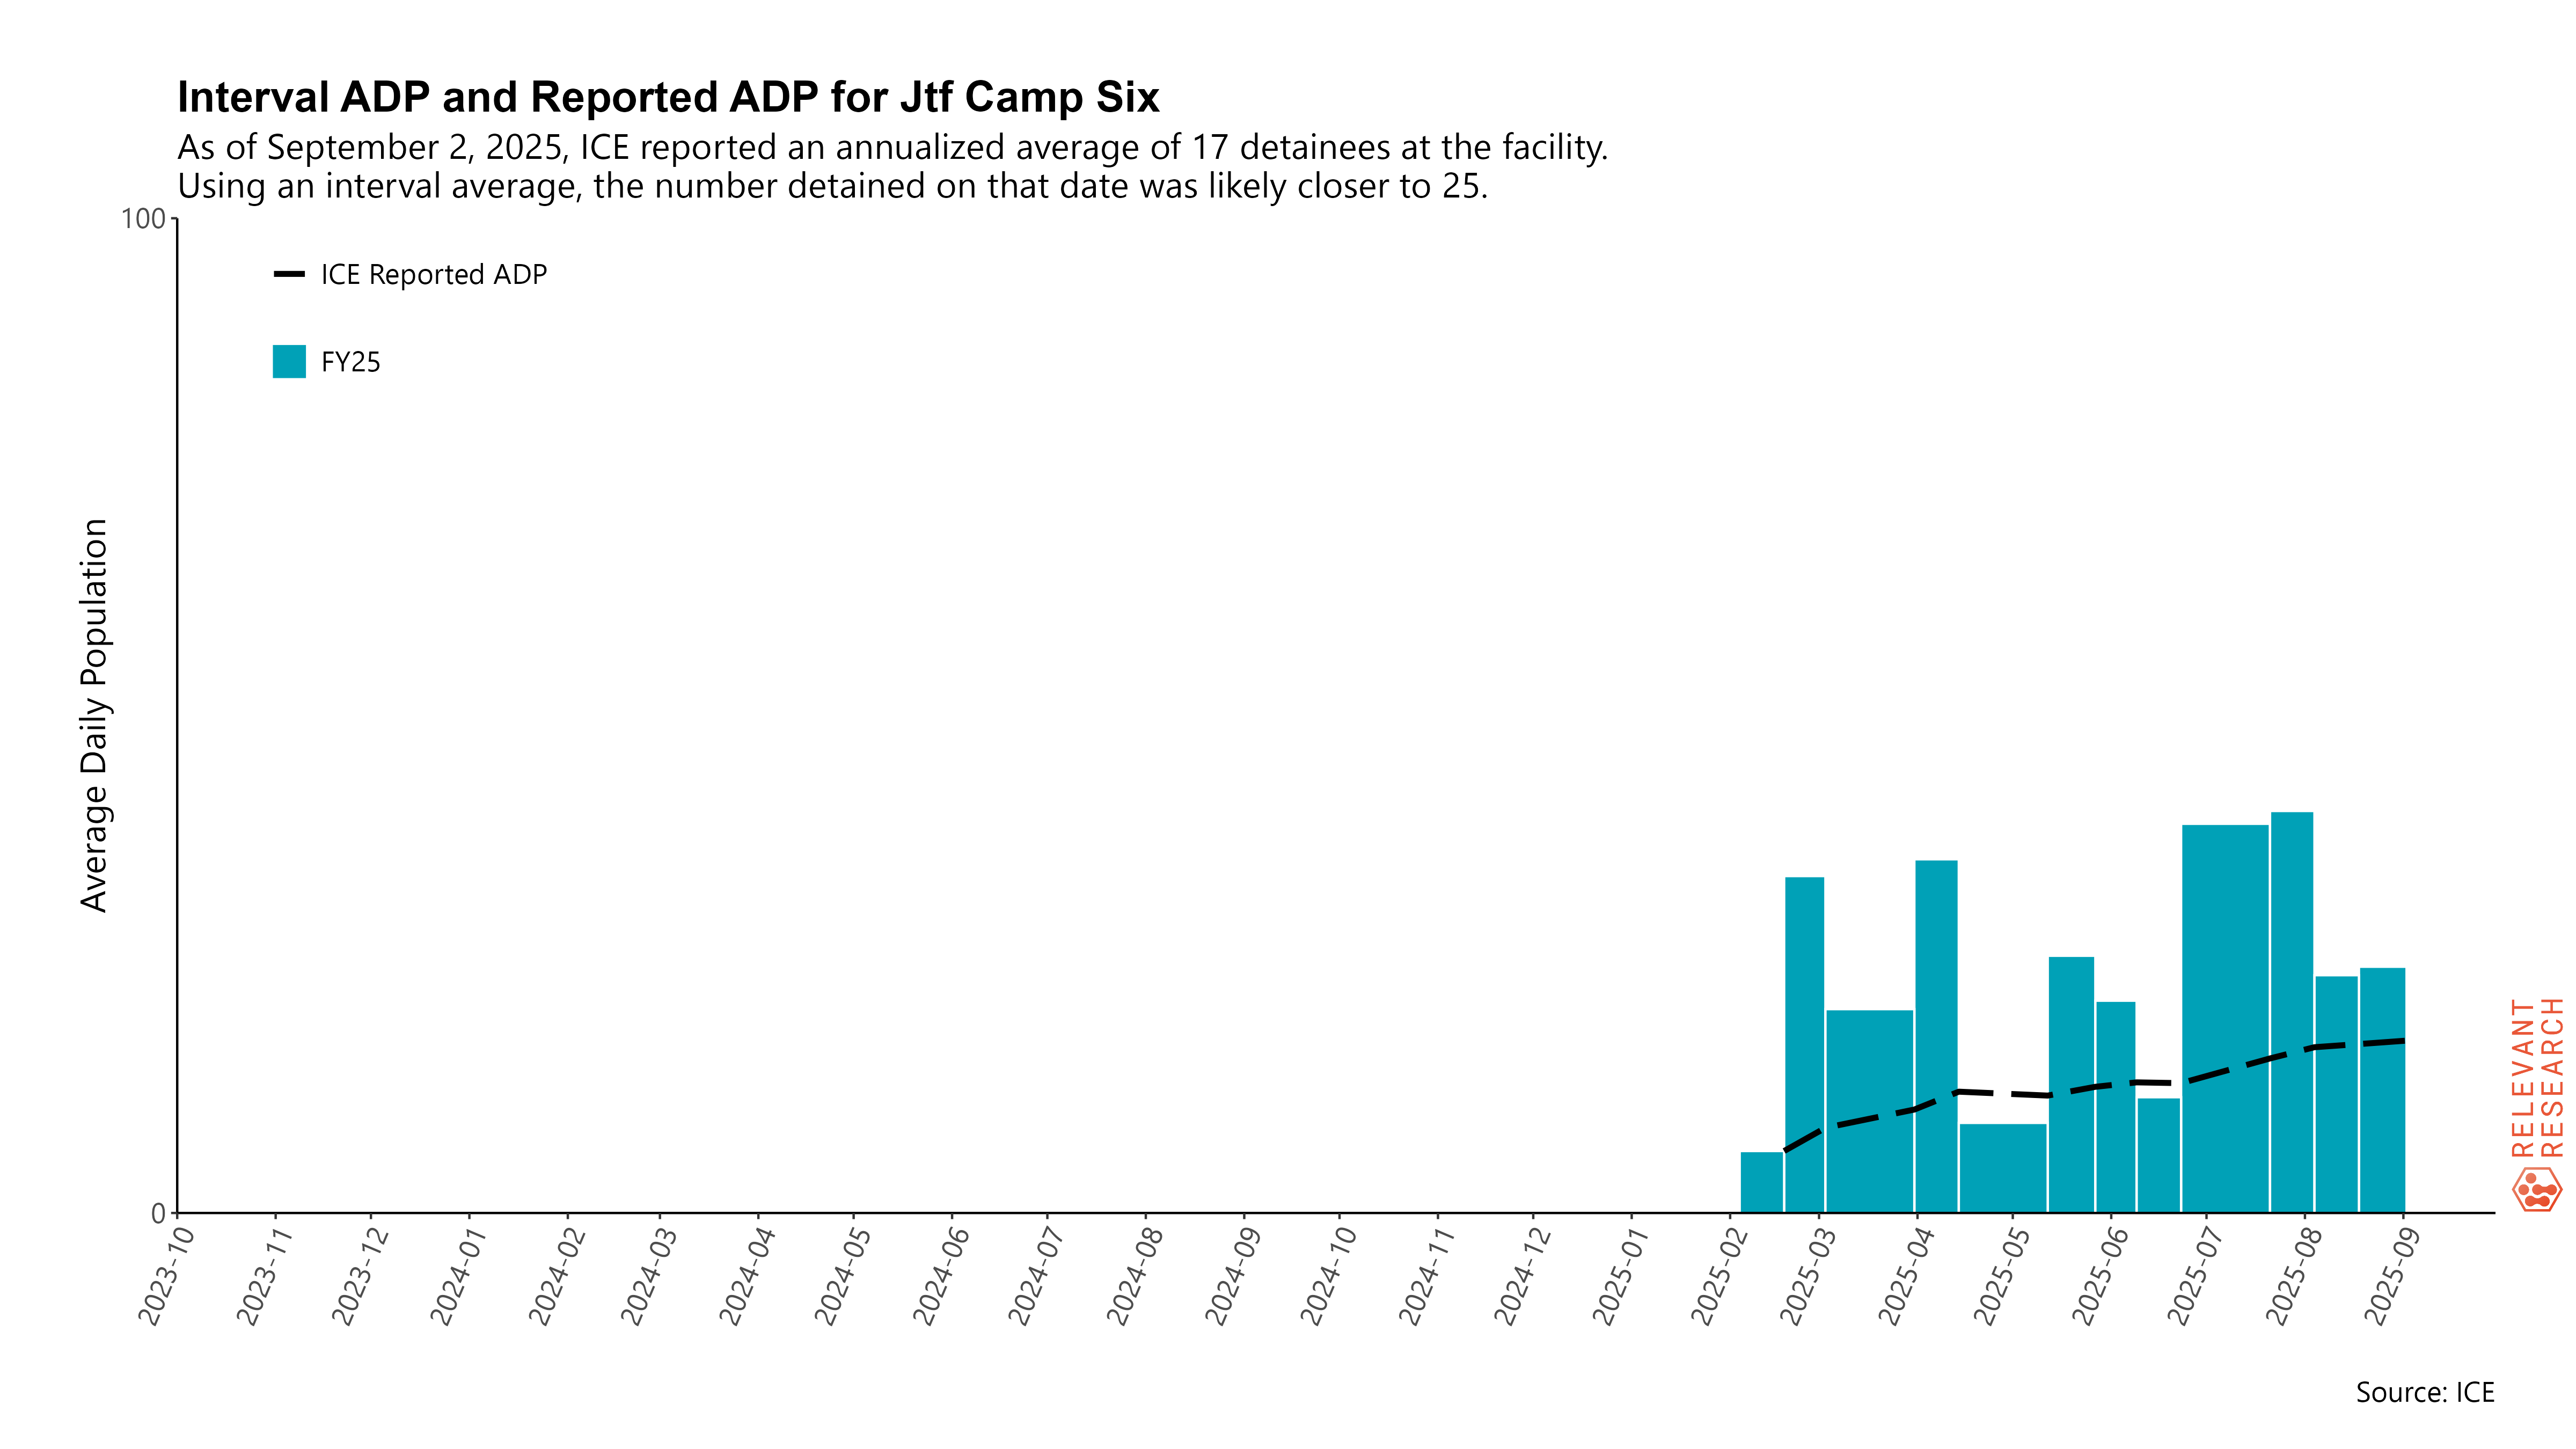 Interval ADP and Reported ADP for Jtf Camp Six
As of September 2, 2025, ICE reported an annualized average of 17 detainees at the facility.
Using an interval average, the number detained on that date was likely closer to 25.
100
ICE Reported ADP
FY25
Average Daily Population
0
2023-10
2023-11
2023-12
2024-01
2024-02
2024-03
2024-04
2024-05
2024-06
2024-07
2024-08
2024-09
2024-10
2024-11
2024-12
2025-01
2025-02
2025-03
2025-04
2025-05
2025-06
2025-07
2025-08
2025-09
RELEVANT
RESEARCH
Source: ICE